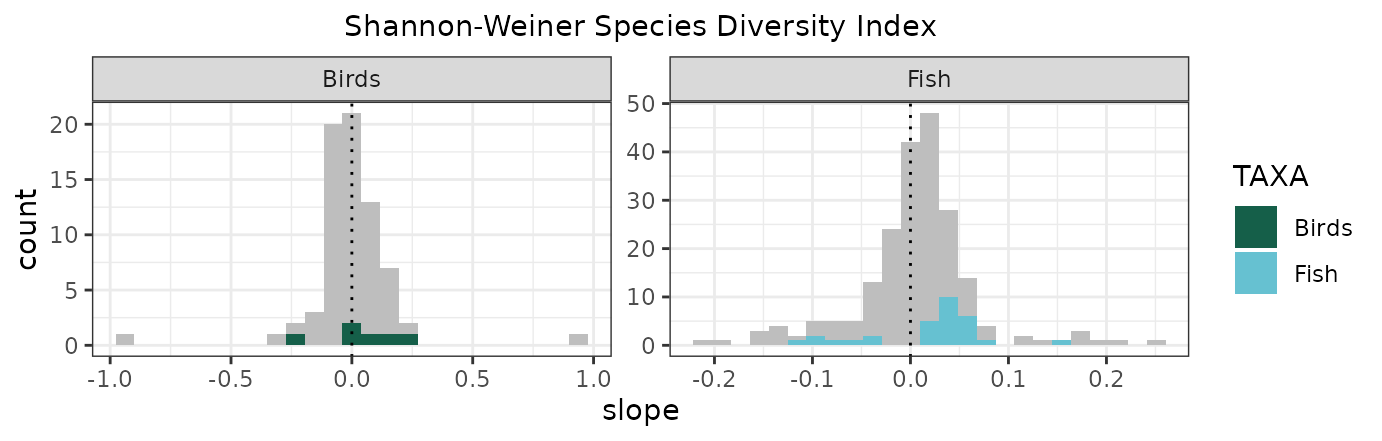 Shannon-Weiner Species Diversity Index
Birds
Fish
count
20
15
10
5
0
-1.0 -0.5 0.0 0.5 1.0
50
40
30
20
10
0
-0.2 -0.1 0.0 0.1 0.2
slope
TAXA
Birds
Fish